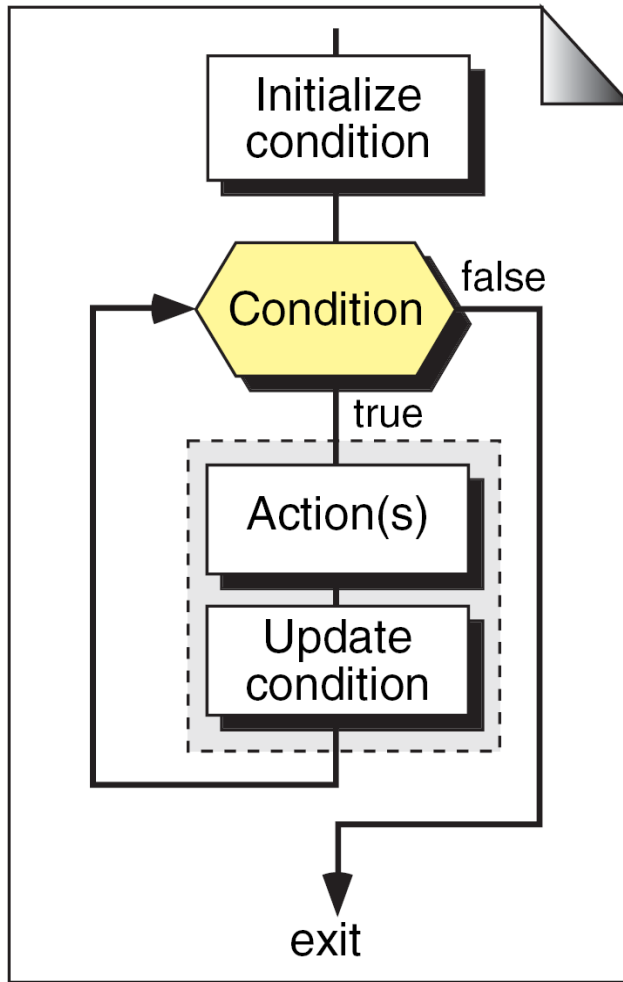 Initialize
condition
false
Condition
true
Action(s)
Update
condition
exit